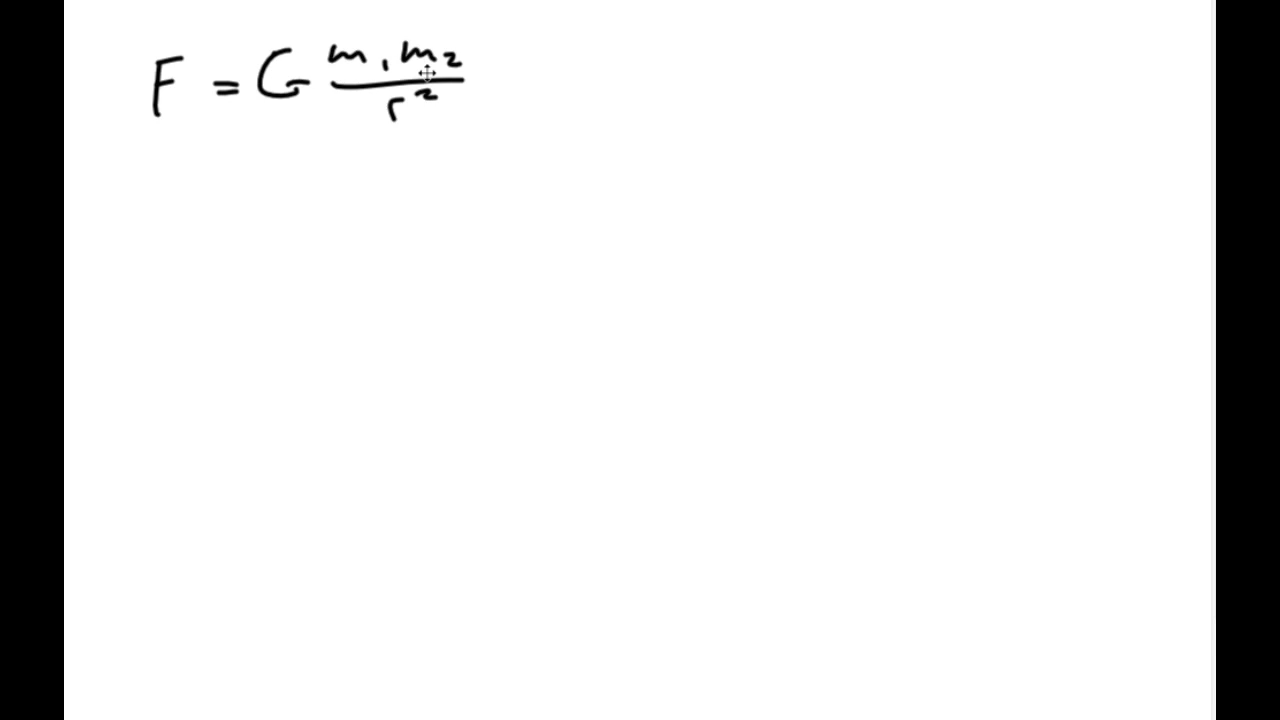 F = G m₁m₂/r²